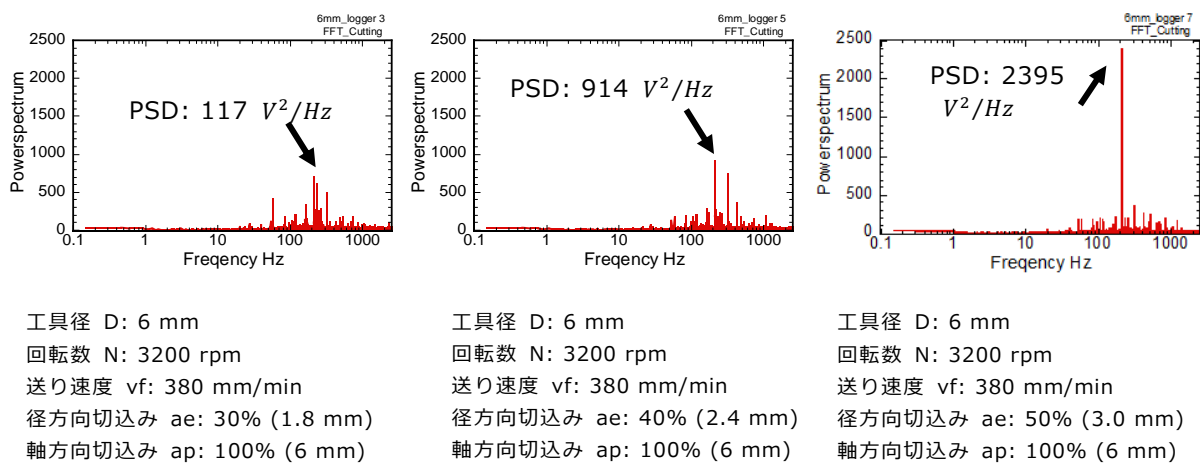 6mm_logger 3
FFT_Cutting
2500
2000
1500
1000
500
0
Powerspectrum
PSD: 117 V²/Hz
0.1 1 10 100 1000
Freqency Hz
工具径 D: 6 mm
回転数 N: 3200 rpm
送り速度 vf: 380 mm/min
径方向切込み ae: 30% (1.8 mm)
軸方向切込み ap: 100% (6 mm)
6mm_logger 5
FFT_Cutting
2500
2000
1500
1000
500
0
Powerspectrum
PSD: 914 V²/Hz
0.1 1 10 100 1000
Freqency Hz
工具径 D: 6 mm
回転数 N: 3200 rpm
送り速度 vf: 380 mm/min
径方向切込み ae: 40% (2.4 mm)
軸方向切込み ap: 100% (6 mm)
6mm_logger 7
FFT_Cutting
2500
2000
1500
1000
500
0
Powerspectrum
PSD: 2395
V²/Hz
0.1 1 10 100 1000
Freqency Hz
工具径 D: 6 mm
回転数 N: 3200 rpm
送り速度 vf: 380 mm/min
径方向切込み ae: 50% (3.0 mm)
軸方向切込み ap: 100% (6 mm)